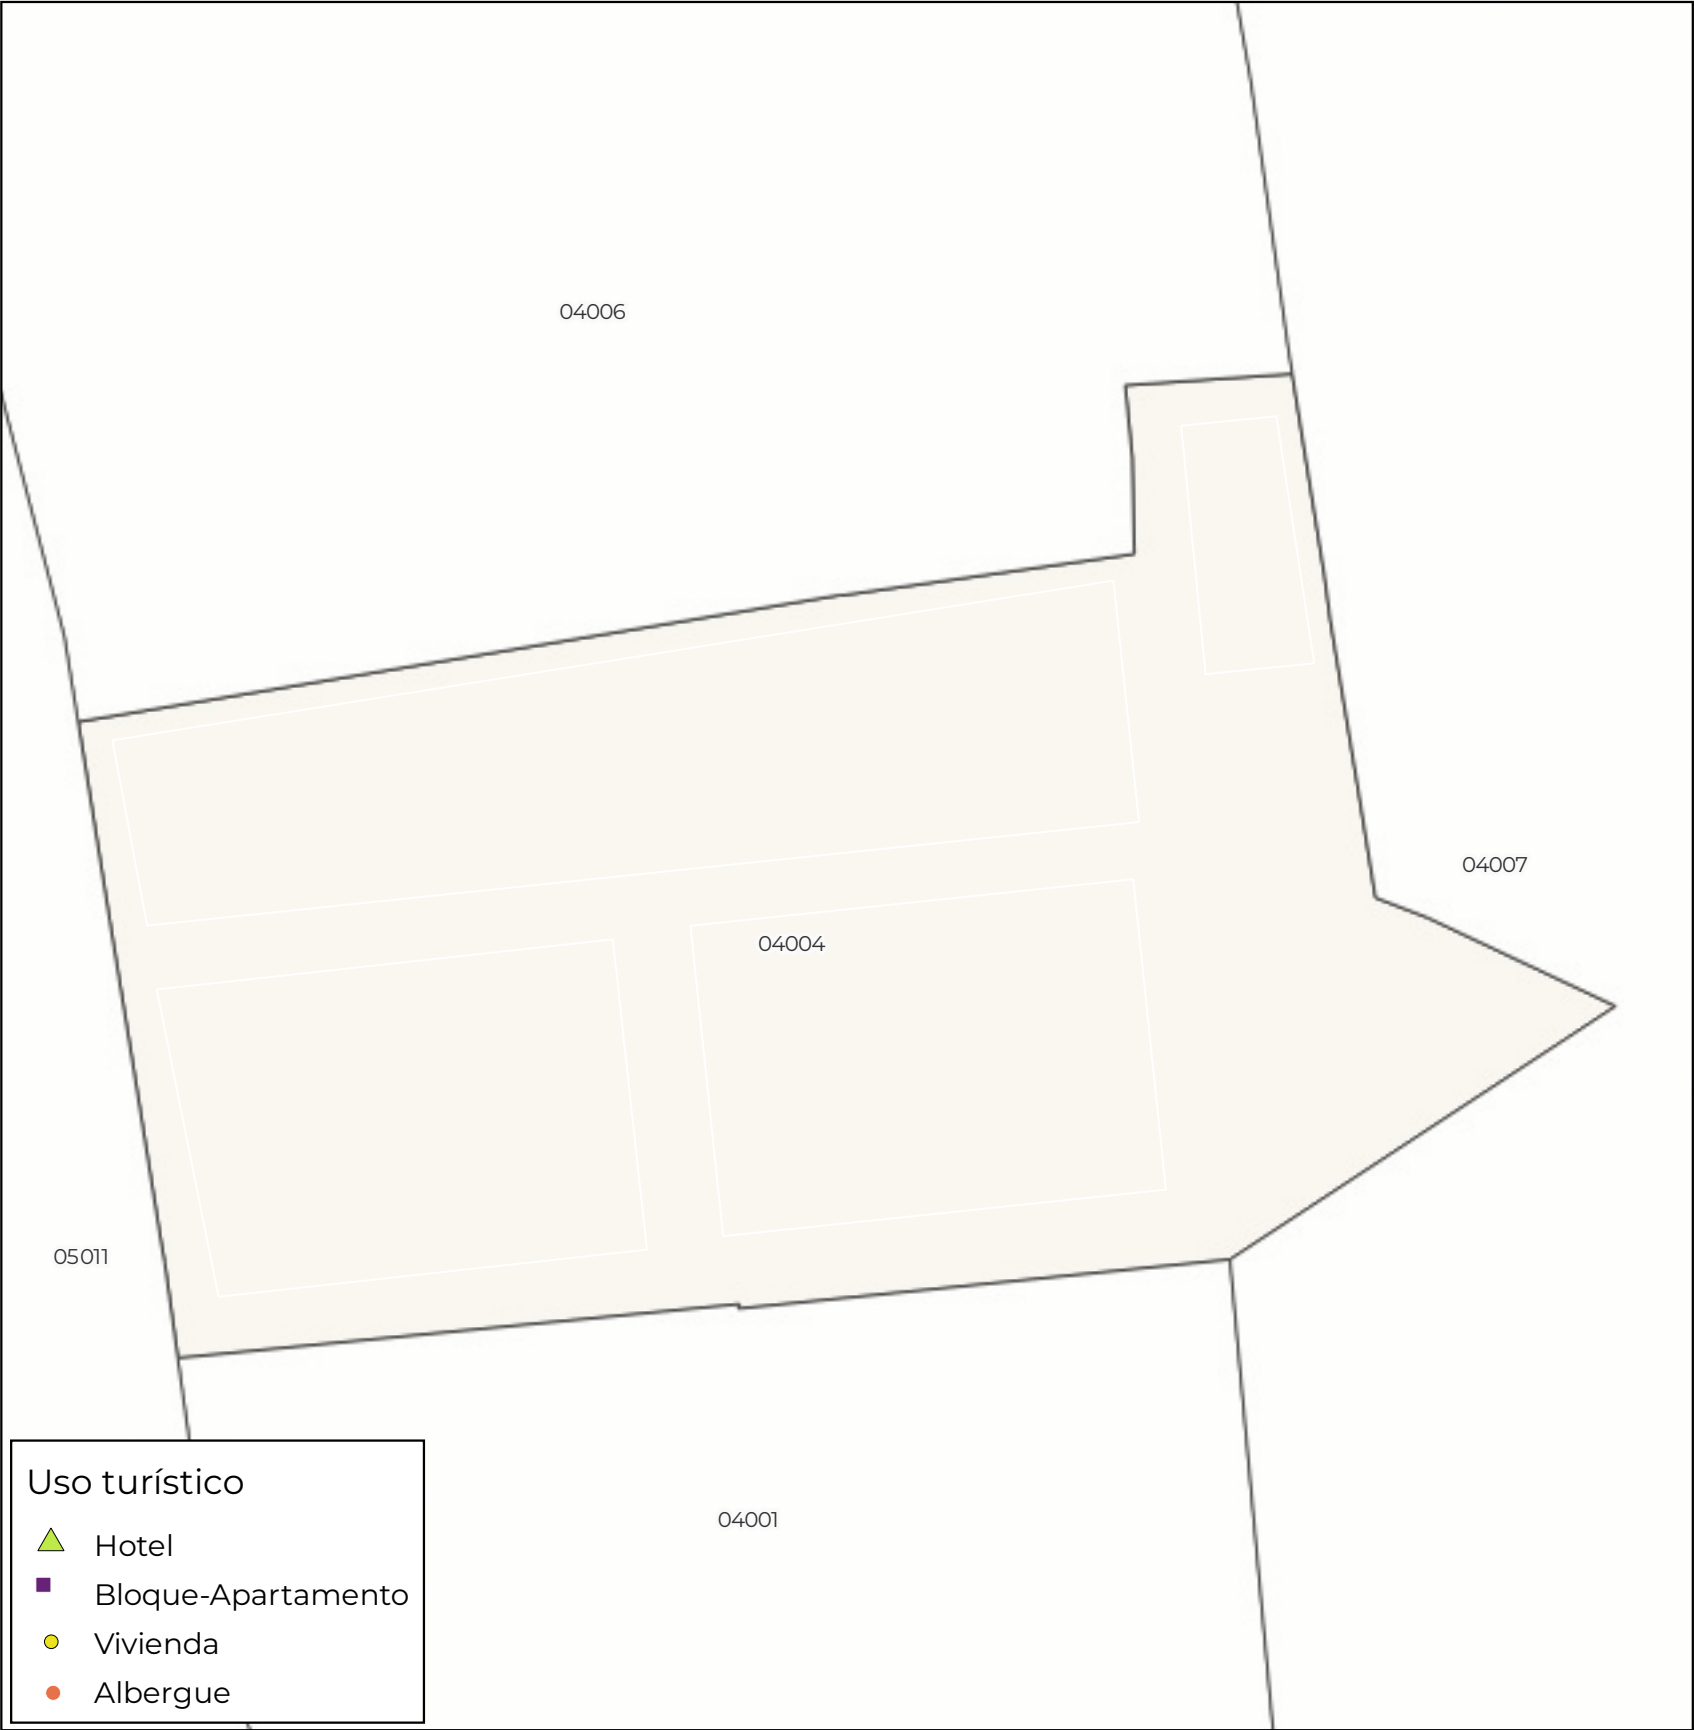 04006
04007
04004
05011
04001
Uso turístico
Hotel
Bloque-Apartamento
Vivienda
Albergue